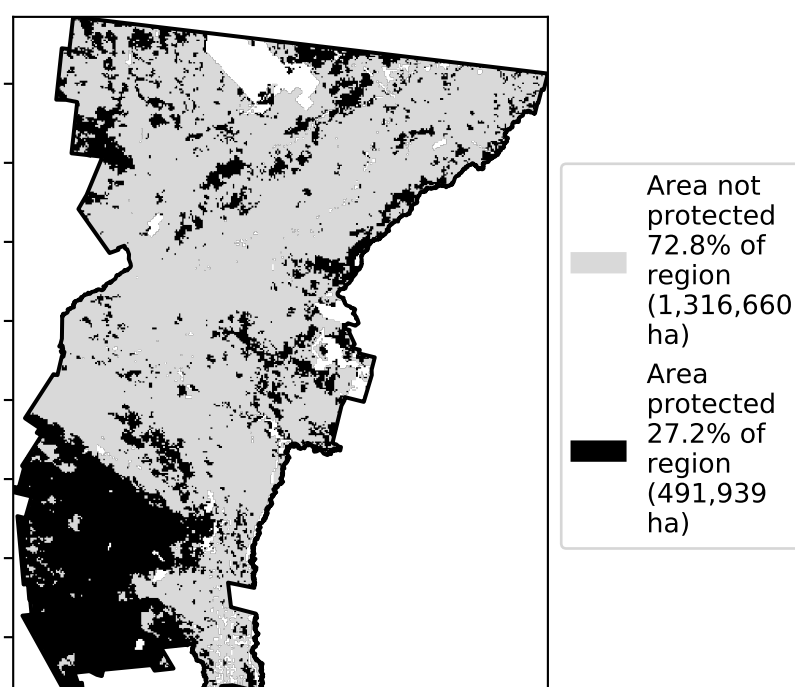 Area not
protected
72.8% of
region
(1,316,660
ha)
Area
protected
27.2% of
region
(491,939
ha)